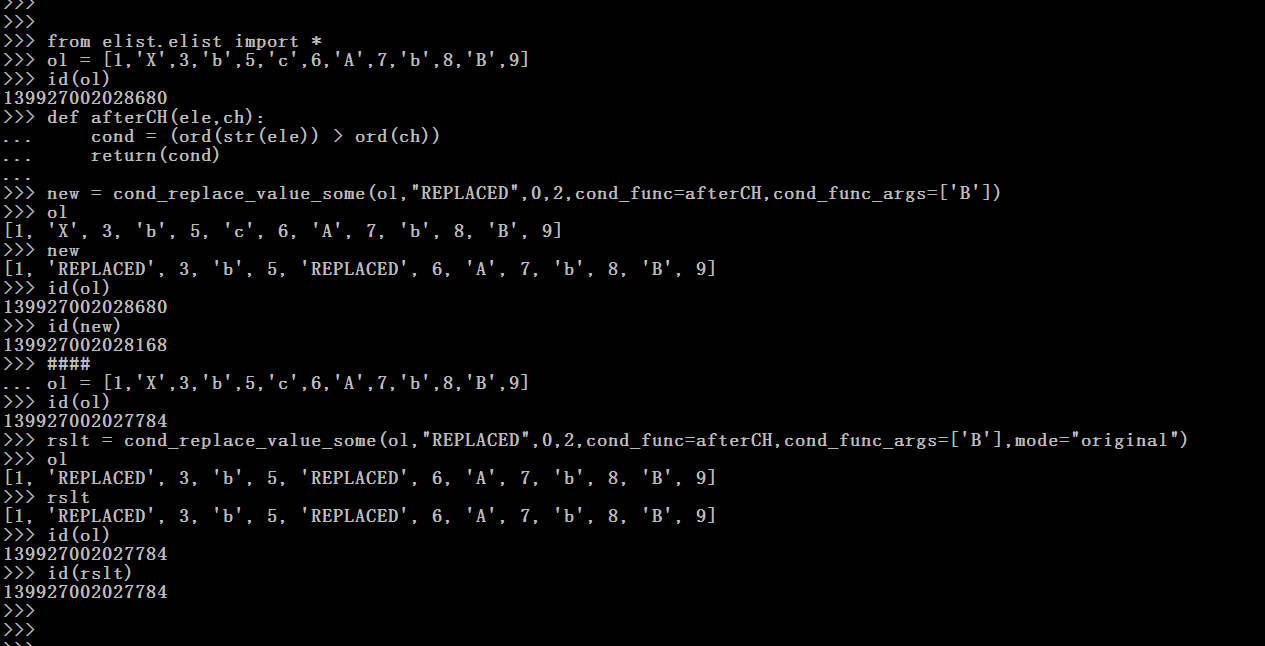 >>>
>>>
>>> from elist.elist import *
>>> ol = [1,'X',3,'b',5,'c',6,'A',7,'b',8,'B',9]
>>> id(ol)
139927002028680
>>> def afterCH(ele,ch):
...     cond = (ord(str(ele)) > ord(ch))
...     return(cond)
...
>>> new = cond_replace_value_some(ol,"REPLACED",0,2,cond_func=afterCH,cond_func_args=['B'])
>>> ol
[1, 'X', 3, 'b', 5, 'c', 6, 'A', 7, 'b', 8, 'B', 9]
>>> new
[1, 'REPLACED', 3, 'b', 5, 'REPLACED', 6, 'A', 7, 'b', 8, 'B', 9]
>>> id(ol)
139927002028680
>>> id(new)
139927002028168
>>> ####
... ol = [1,'X',3,'b',5,'c',6,'A',7,'b',8,'B',9]
>>> id(ol)
139927002027784
>>> rslt = cond_replace_value_some(ol,"REPLACED",0,2,cond_func=afterCH,cond_func_args=['B'],mode="original")
>>> ol
[1, 'REPLACED', 3, 'b', 5, 'REPLACED', 6, 'A', 7, 'b', 8, 'B', 9]
>>> rslt
[1, 'REPLACED', 3, 'b', 5, 'REPLACED', 6, 'A', 7, 'b', 8, 'B', 9]
>>> id(ol)
139927002027784
>>> id(rslt)
139927002027784
>>>
>>>
>>>